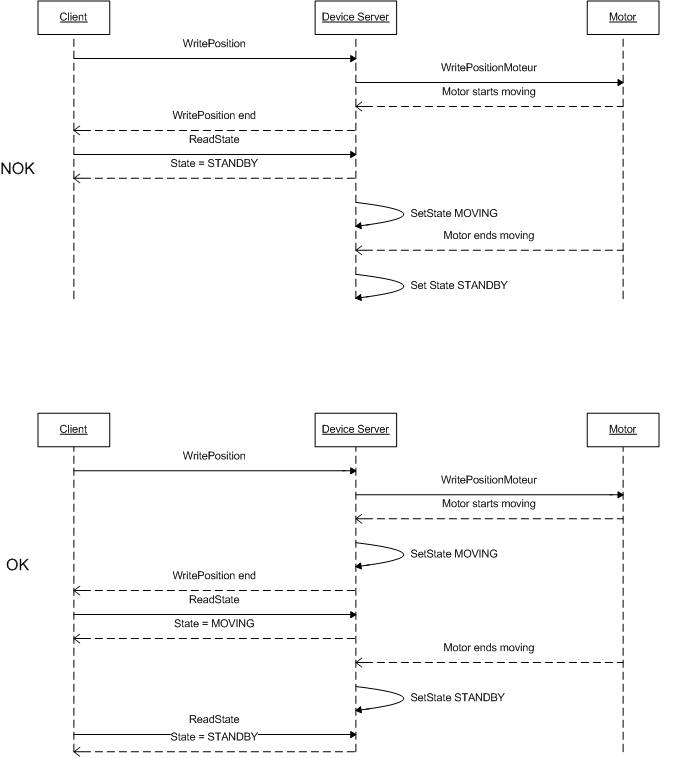 Client
Device Server
Motor
WritePosition
WritePositionMoteur
Motor starts moving
WritePosition end
ReadState
NOK
State = STANDBY
SetState MOVING
Motor ends moving
Set State STANDBY
Client
Device Server
Motor
WritePosition
WritePositionMoteur
Motor starts moving
SetState MOVING
OK
WritePosition end
ReadState
State = MOVING
Motor ends moving
SetState STANDBY
ReadState
State = STANDBY